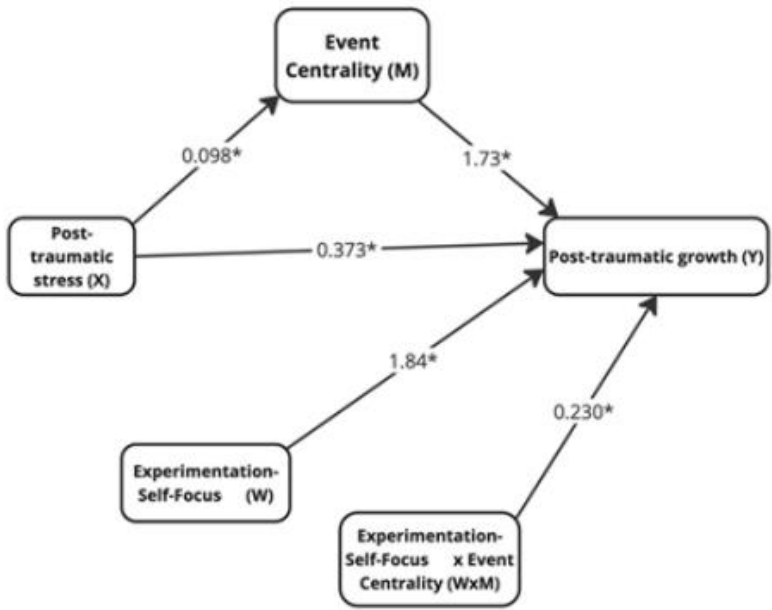 Event
Centrality (M)
0.098*
1.73*
Post-
traumatic
stress (X)
0.373*
Post-traumatic growth (Y)
1.84*
0.230*
Experimentation-
Self-Focus (W)
Experimentation-
Self-Focus x Event
Centrality (WxM)